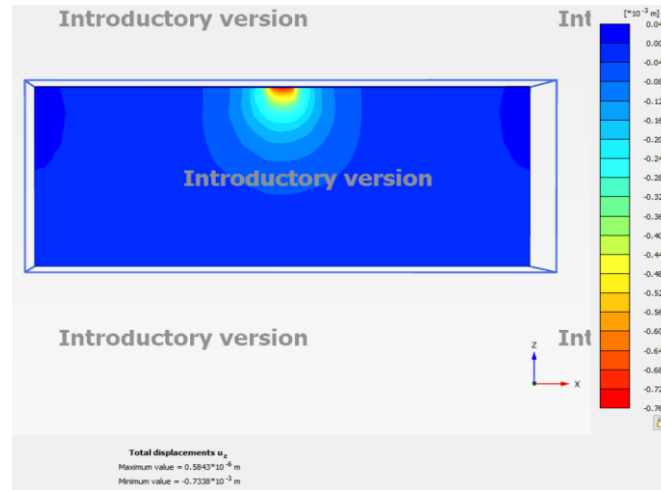 Introductory version
Int
[*10⁻³ m]
0.04
0.00
-0.04
-0.08
-0.12
-0.16
-0.20
-0.24
-0.28
-0.32
-0.36
-0.40
-0.44
-0.48
-0.52
-0.56
-0.60
-0.64
-0.68
-0.72
-0.76
Introductory version
Introductory version
Int
z
x
Total displacements u_z
Maximum value = 0.5843*10⁻⁶ m
Minimum value = -0.7338*10⁻³ m